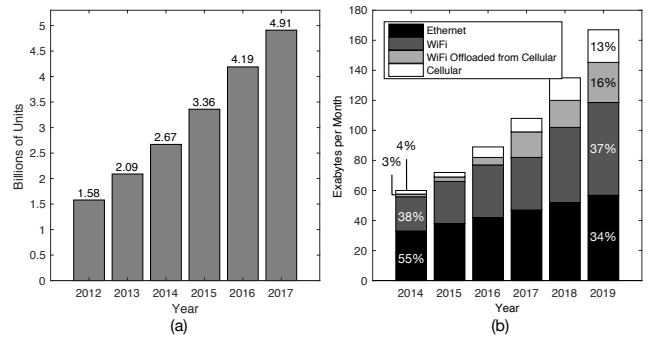 5
4.5
4
3.5
3
2.5
2
1.5
1
0.5
0
Billions of Units
1.58
2.09
2.67
3.36
4.19
4.91
2012 2013 2014 2015 2016 2017
Year
(a)
180
160
140
120
100
80
60
40
20
0
Exabytes per Month
Ethernet
WiFi
WiFi Offloaded from Cellular
Cellular
4%
3%
38%
55%
13%
16%
37%
34%
2014 2015 2016 2017 2018 2019
Year
(b)